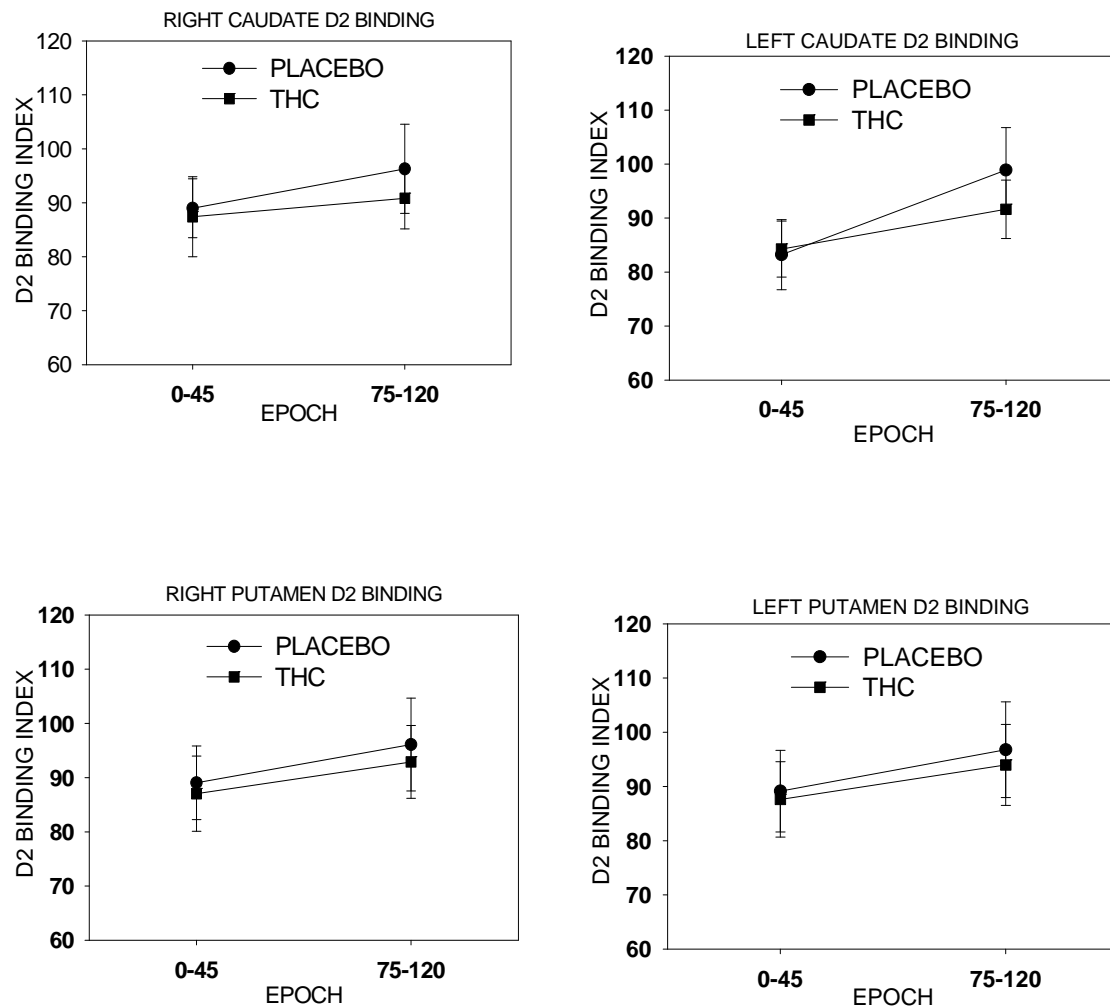 RIGHT CAUDATE D2 BINDING
120
110
100
90
80
70
60
D2 BINDING INDEX
PLACEBO
THC
0-45
75-120
EPOCH
LEFT CAUDATE D2 BINDING
120
110
100
90
80
70
60
D2 BINDING INDEX
PLACEBO
THC
0-45
75-120
EPOCH
RIGHT PUTAMEN D2 BINDING
120
110
100
90
80
70
60
D2 BINDING INDEX
PLACEBO
THC
0-45
75-120
EPOCH
LEFT PUTAMEN D2 BINDING
120
110
100
90
80
70
60
D2 BINDING INDEX
PLACEBO
THC
0-45
75-120
EPOCH